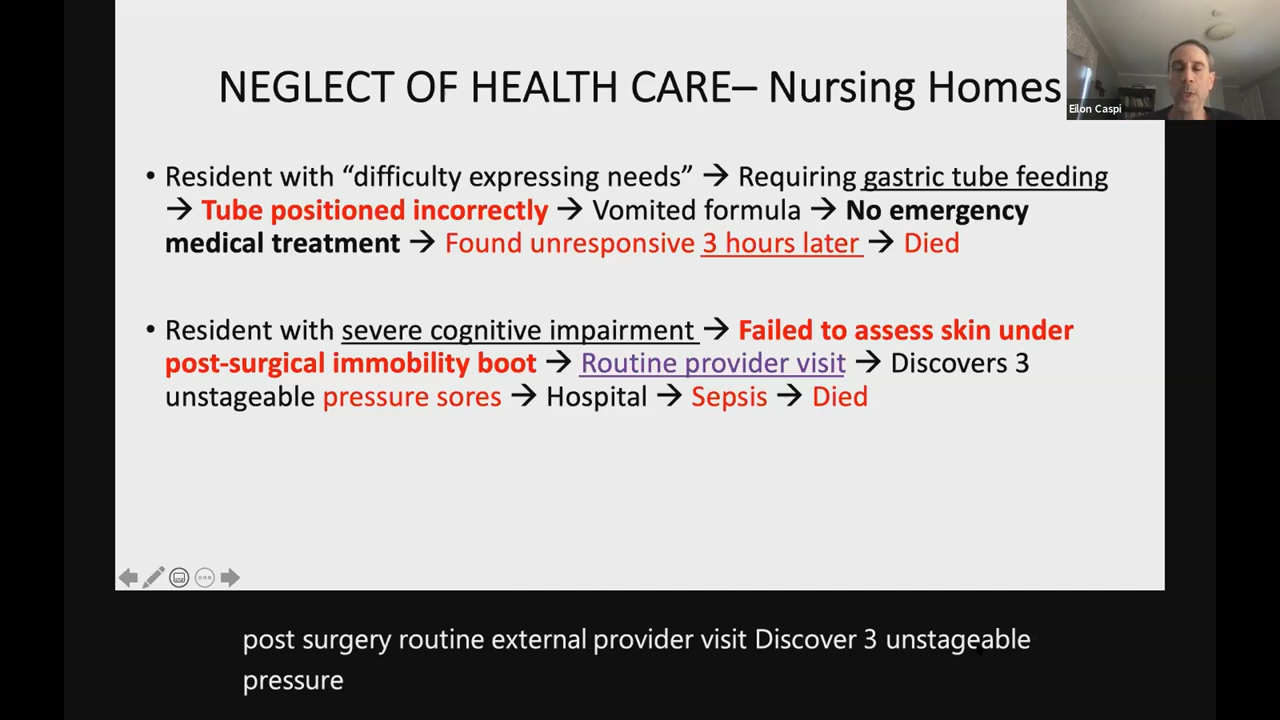 NEGLECT OF HEALTH CARE– Nursing Homes
Eilon Caspi
• Resident with “difficulty expressing needs” → Requiring gastric tube feeding
→ Tube positioned incorrectly → Vomited formula → No emergency
medical treatment → Found unresponsive 3 hours later → Died
• Resident with severe cognitive impairment → Failed to assess skin under
post-surgical immobility boot → Routine provider visit → Discovers 3
unstageable pressure sores → Hospital → Sepsis → Died
post surgery routine external provider visit Discover 3 unstageable
pressure